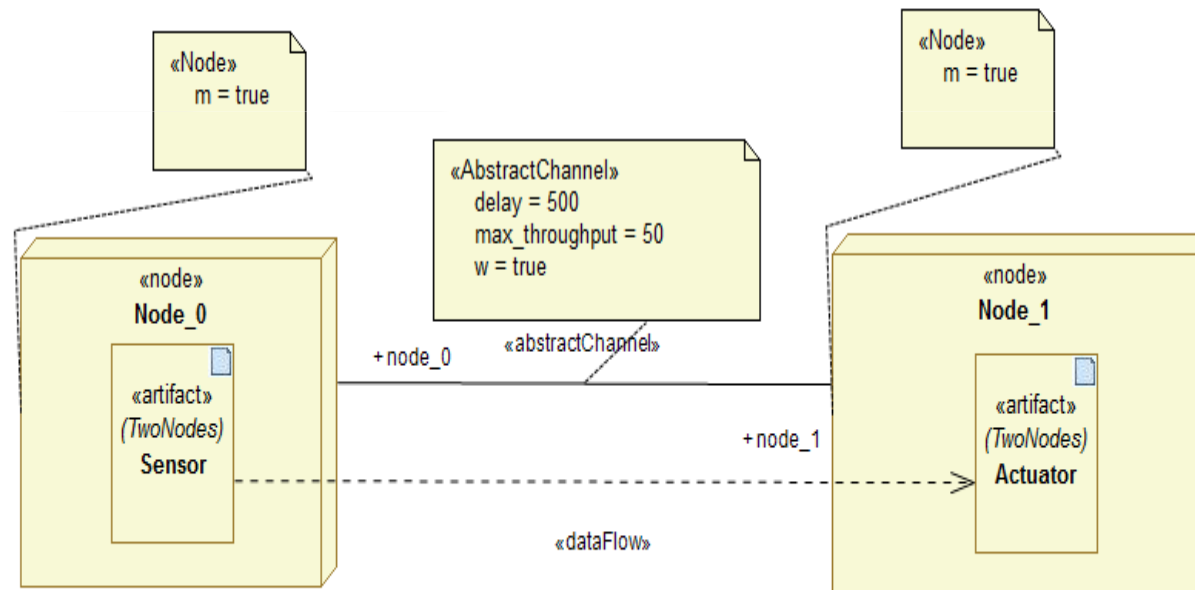 «Node»
m = true
«Node»
m = true
«AbstractChannel»
delay = 500
max_throughput = 50
w = true
«node»
Node_0
«artifact»
(TwoNodes)
Sensor
+node_0
«abstractChannel»
+node_1
«dataFlow»
«node»
Node_1
«artifact»
(TwoNodes)
Actuator